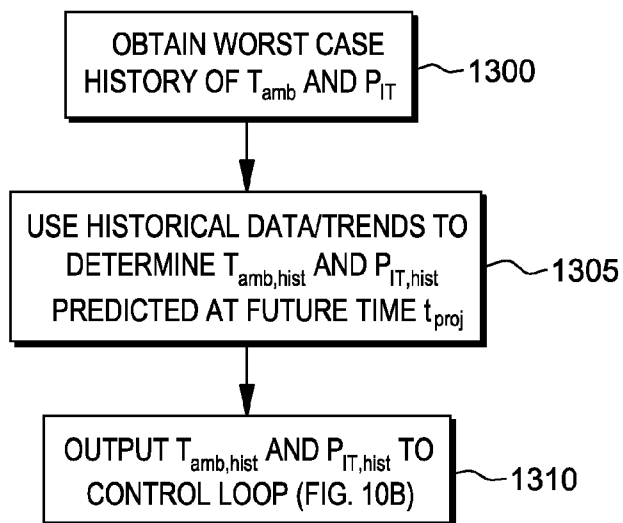 OBTAIN WORST CASE
HISTORY OF Tamb AND PIT
1300
USE HISTORICAL DATA/TRENDS TO
DETERMINE Tamb,hist AND PIT,hist
PREDICTED AT FUTURE TIME tproj
1305
OUTPUT Tamb,hist AND PIT,hist TO
CONTROL LOOP (FIG. 10B)
1310